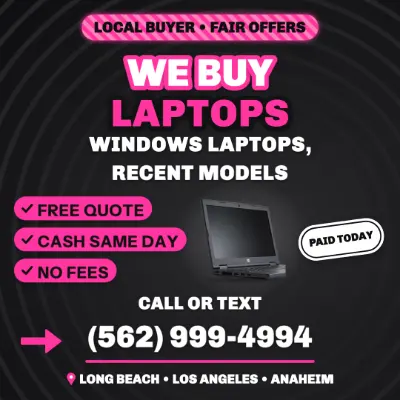 LOCAL BUYER • FAIR OFFERS
WE BUY
LAPTOPS
WINDOWS LAPTOPS,
RECENT MODELS
✓ FREE QUOTE
✓ CASH SAME DAY
✓ NO FEES
PAID TODAY
CALL OR TEXT
(562) 999-4994
LONG BEACH • LOS ANGELES • ANAHEIM